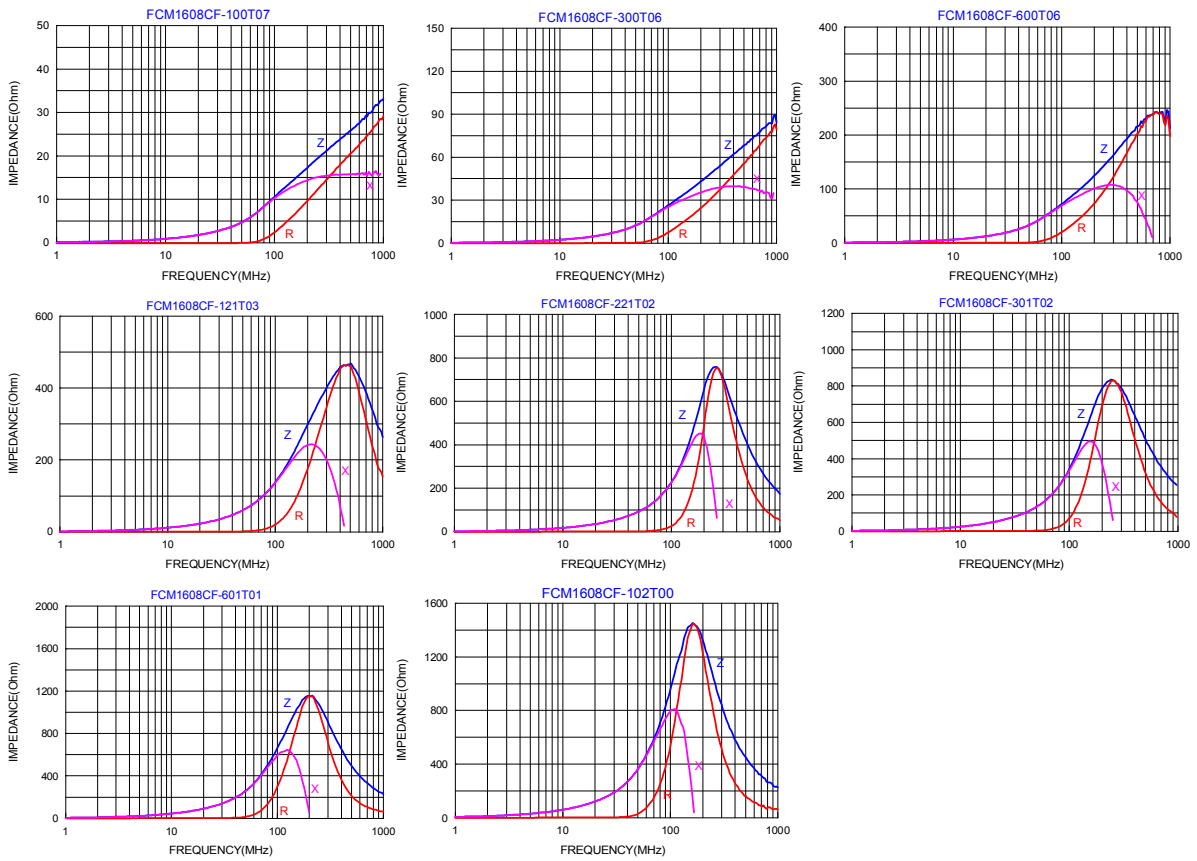 FCM1608CF-100T07
IMPEDANCE(Ohm)
50
40
30
20
10
0
Z
X
R
1
10
100
1000
FREQUENCY(MHz)
FCM1608CF-300T06
IMPEDANCE(Ohm)
150
120
90
60
30
0
Z
X
R
1
10
100
1000
FREQUENCY(MHz)
FCM1608CF-600T06
IMPEDANCE(Ohm)
400
300
200
100
0
Z
X
R
1
10
100
1000
FREQUENCY(MHz)
FCM1608CF-121T03
IMPEDANCE(Ohm)
600
400
200
0
Z
X
R
1
10
100
1000
FREQUENCY(MHz)
FCM1608CF-221T02
IMPEDANCE(Ohm)
1000
800
600
400
200
0
Z
X
R
1
10
100
1000
FREQUENCY(MHz)
FCM1608CF-301T02
IMPEDANCE(Ohm)
1200
1000
800
600
400
200
0
Z
X
R
1
10
100
1000
FREQUENCY(MHz)
FCM1608CF-601T01
IMPEDANCE(Ohm)
2000
1600
1200
800
400
0
Z
X
R
1
10
100
1000
FREQUENCY(MHz)
FCM1608CF-102T00
IMPEDANCE(Ohm)
1600
1400
800
400
200
0
Z
X
R
1
10
100
1000
FREQUENCY(MHz)